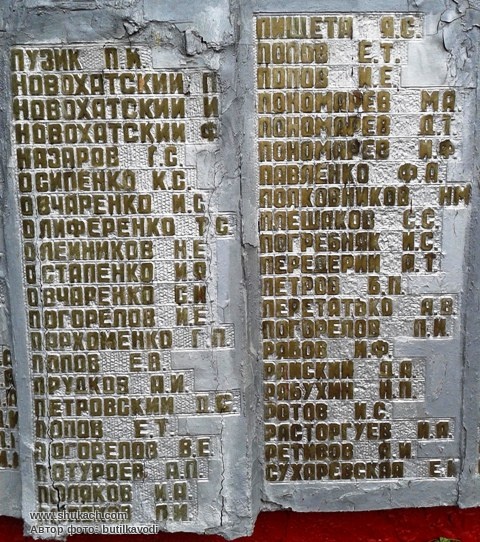 ПУЗИК П.И.
НОВОХАТСКИЙ П
НОВОХАТСКИЙ И
НОВОХАТСКИЙ Ф
НАЗАРОВ Г.С.
ОСИПЕНКО К.С.
ОВЧАРЕНКО И.С.
ОЛИФЕРЕНКО Т.С.
ОЛЕЙНИКОВ Н.Е
ОСТАПЕНКО И.Я
ОВЧАРЕНКО С.И
ПОГОРЕЛОВ И.Е
ПАРХОМЕНКО Г.П.
ПОПОВ Е.В.
ПРУДКОВ А.И.
ПЕТРОВСКИЙ Д.С.
ПОПОВ Е.Т.
ПОГОРЕЛОВ В.Е
ПОТУРОЕВ А.П.
ПОЛЯКОВ И.А.
П.И.
ПИЩЕТА Я.С.
ПОПОВ Е.Т.
ПОПОВ И.Е.
ПОНОМАРЕВ М.А.
ПОНОМАРЕВ Д.Т
ПОНОМАРЕВ И.Ф
ПАВЛЕНКО Ф.А
ПОЛКОВНИКОВ Н.М
ПЛЕШАКОВ С.С
ПОГРЕБНЯК И.С.
ПЕРЕДЕРИЙ А.Т
ПЕТРОВ Б.П.
ПЕРЕТАТЬКО А.В.
ПОГОРЕЛОВ П.И.
РЯБОВ И.Ф.
РАЙСКИЙ Д.А.
РАБУХИН Н.П.
РОТОВ И.С.
РАСТОРГУЕВ И.Я.
РЕТИВОВ А.И
СУХАРЕВСКАЯ Е.М
www.shukach.com
Автор фото: butilkavodi